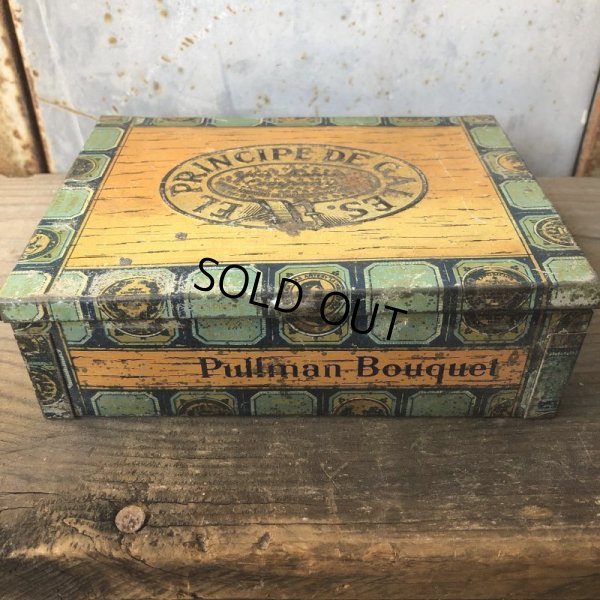 EL PRINCIPE DE GALES.
SOLD OUT
Pullman Bouquet